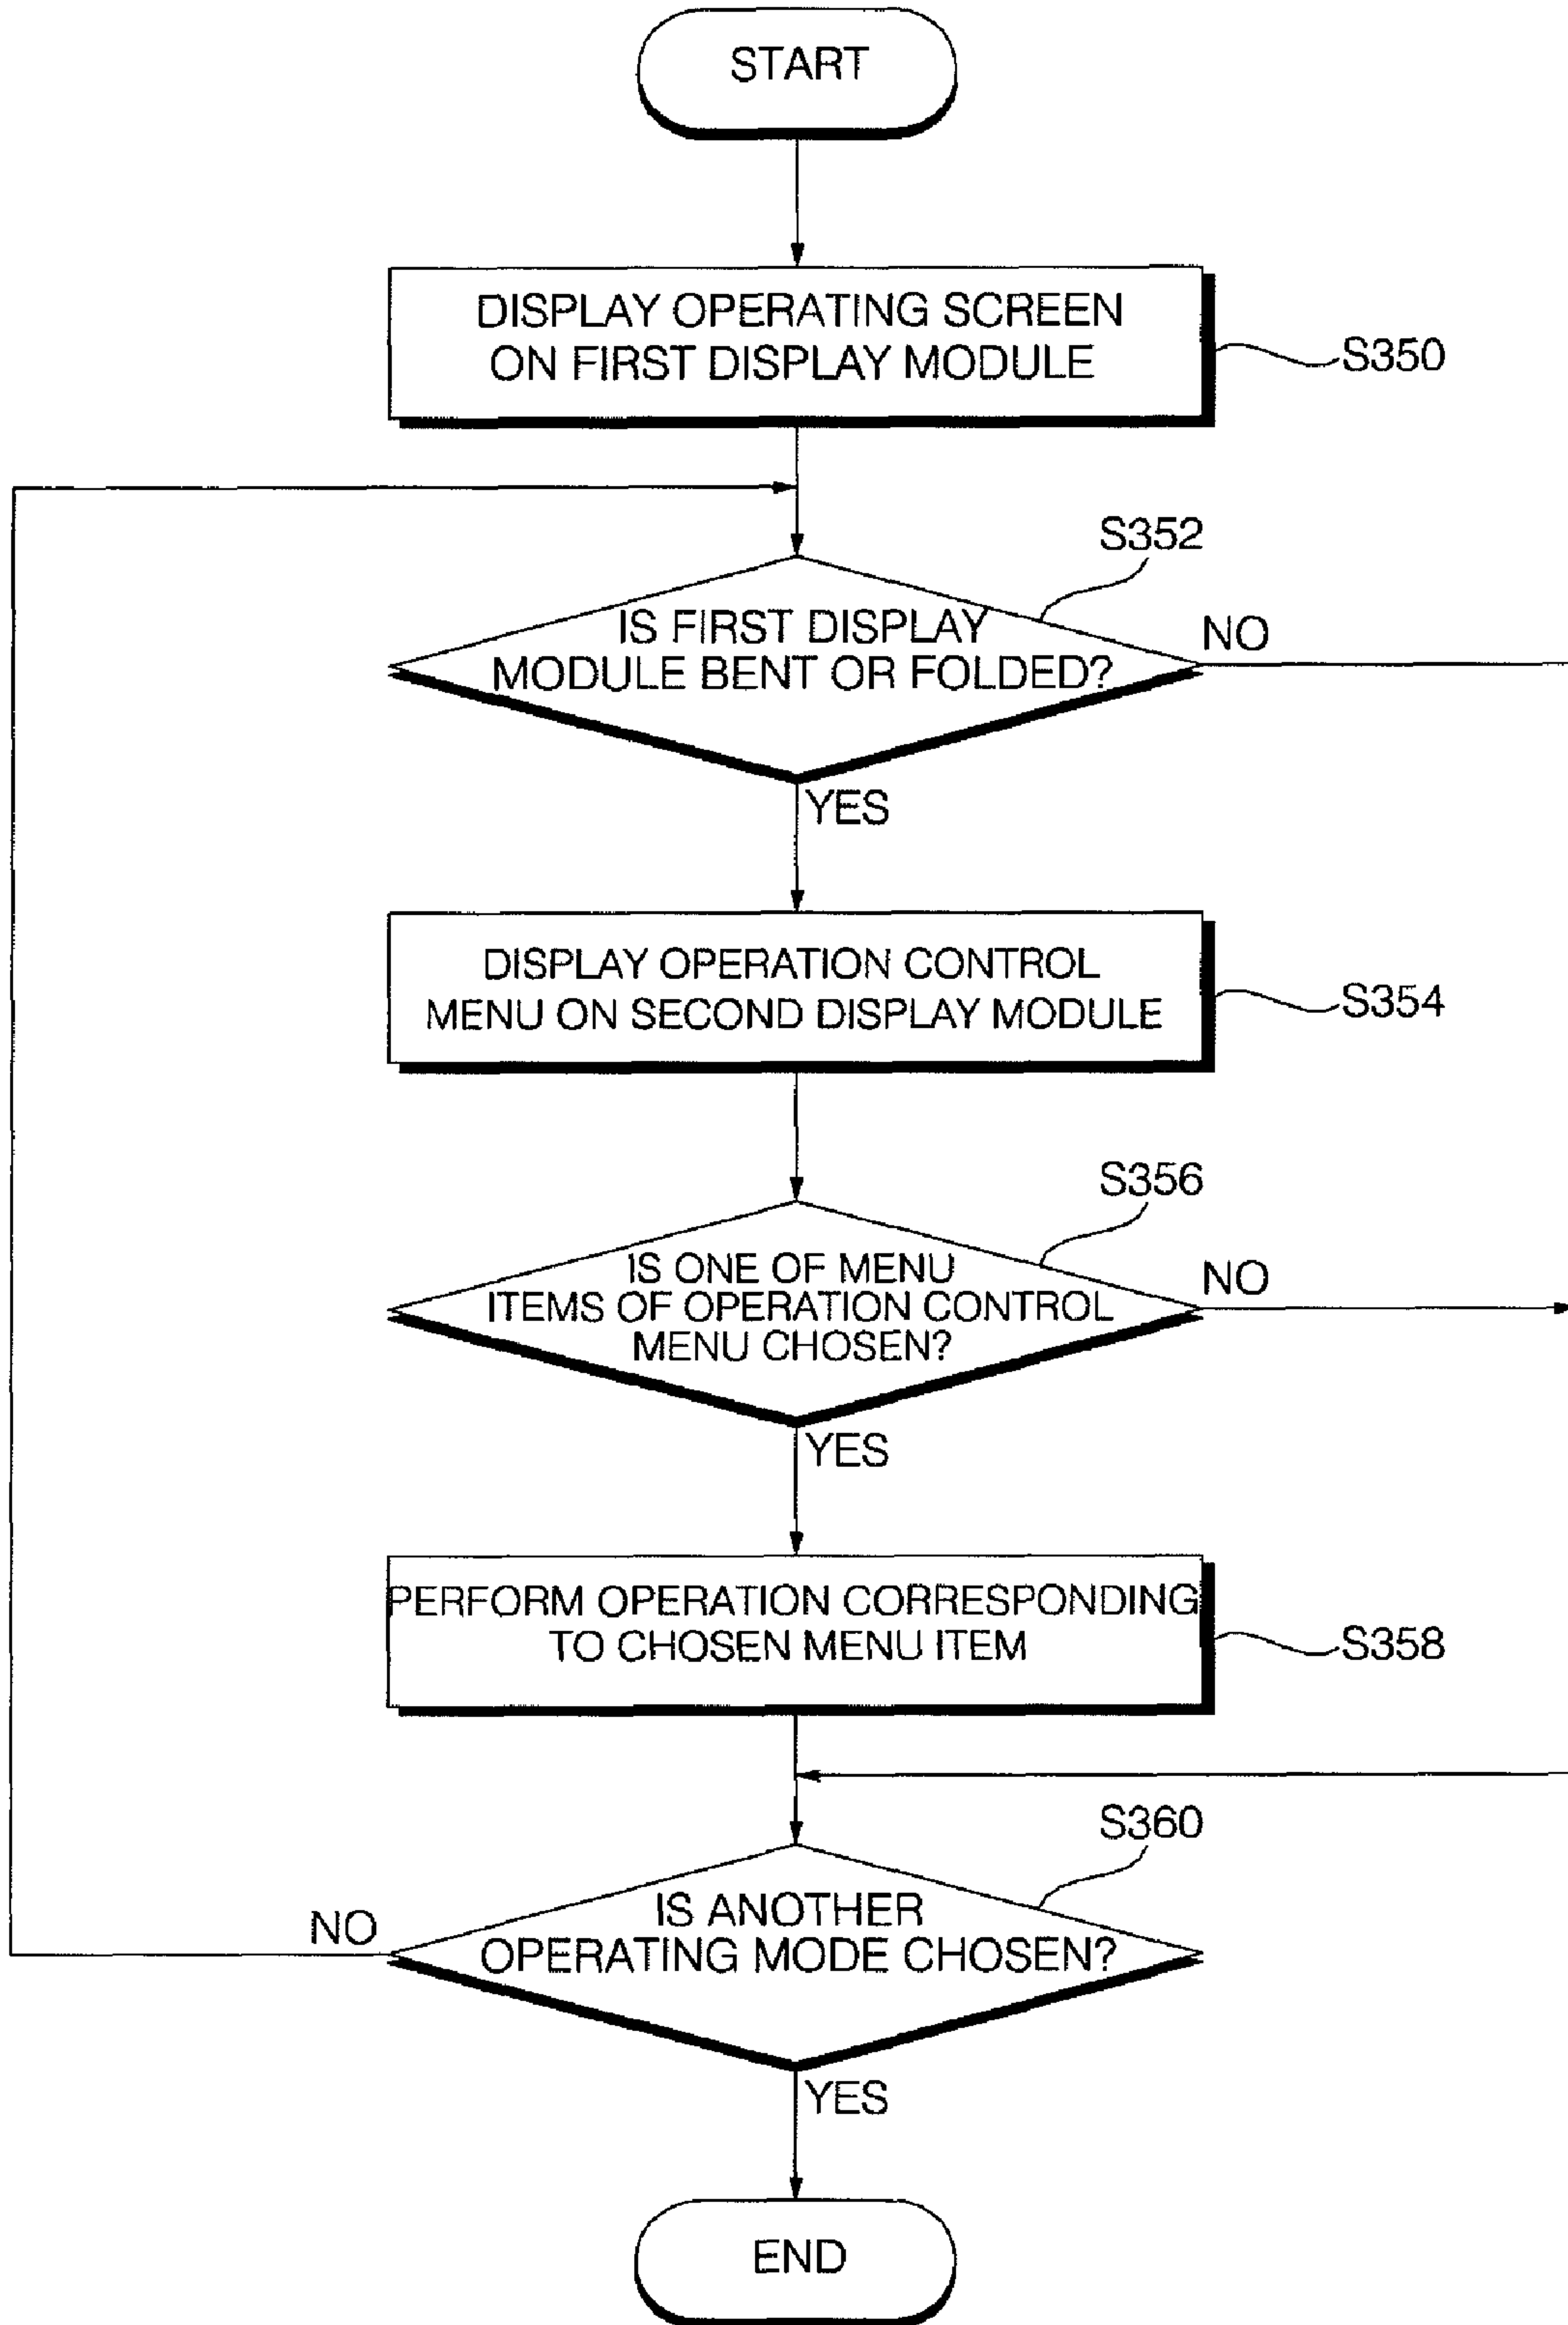 START
DISPLAY OPERATING SCREEN
ON FIRST DISPLAY MODULE
S350
S352
IS FIRST DISPLAY
MODULE BENT OR FOLDED?
NO
YES
DISPLAY OPERATION CONTROL
MENU ON SECOND DISPLAY MODULE
S354
S356
IS ONE OF MENU
ITEMS OF OPERATION CONTROL
MENU CHOSEN?
NO
YES
PERFORM OPERATION CORRESPONDING
TO CHOSEN MENU ITEM
S358
S360
IS ANOTHER
OPERATING MODE CHOSEN?
NO
YES
END